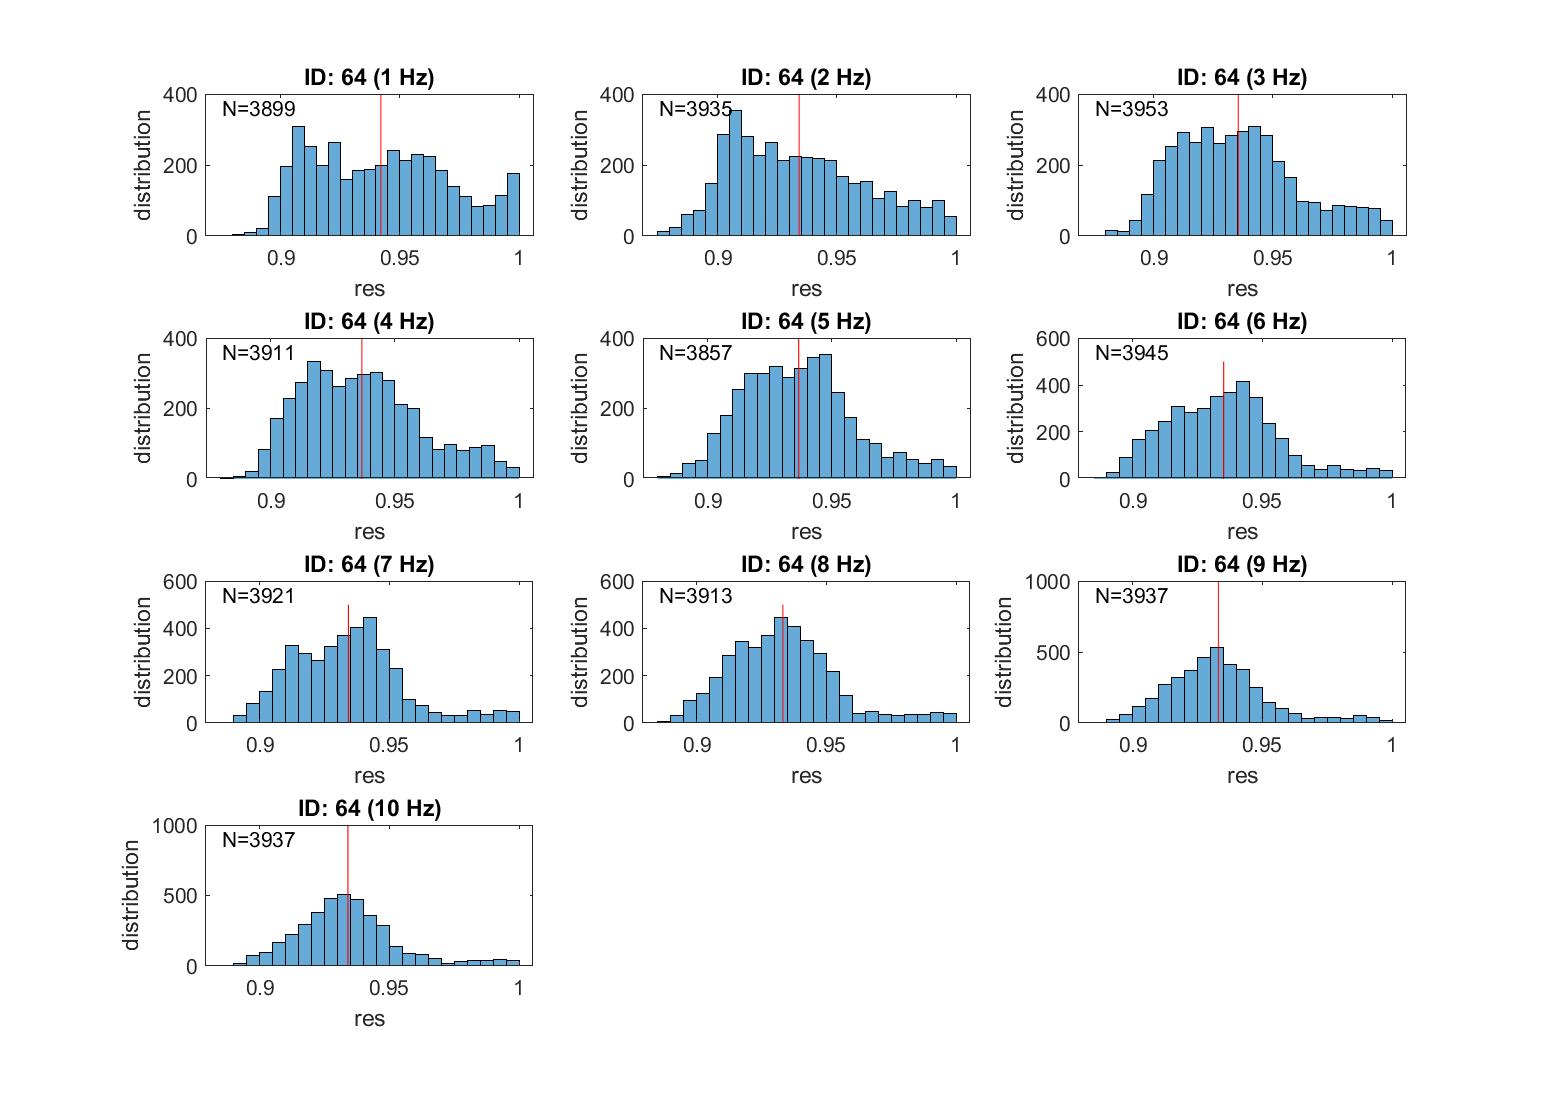 ID: 64 (1 Hz)
N=3899
distribution
400
200
0
0.9 0.95 1
res
ID: 64 (2 Hz)
N=3935
distribution
400
200
0
0.9 0.95 1
res
ID: 64 (3 Hz)
N=3953
distribution
400
200
0
0.9 0.95 1
res
ID: 64 (4 Hz)
N=3911
distribution
400
200
0
0.9 0.95 1
res
ID: 64 (5 Hz)
N=3857
distribution
400
200
0
0.9 0.95 1
res
ID: 64 (6 Hz)
N=3945
distribution
600
400
200
0
0.9 0.95 1
res
ID: 64 (7 Hz)
N=3921
distribution
600
400
200
0
0.9 0.95 1
res
ID: 64 (8 Hz)
N=3913
distribution
600
400
200
0
0.9 0.95 1
res
ID: 64 (9 Hz)
N=3937
distribution
1000
500
0
0.9 0.95 1
res
ID: 64 (10 Hz)
N=3937
distribution
1000
500
0
0.9 0.95 1
res